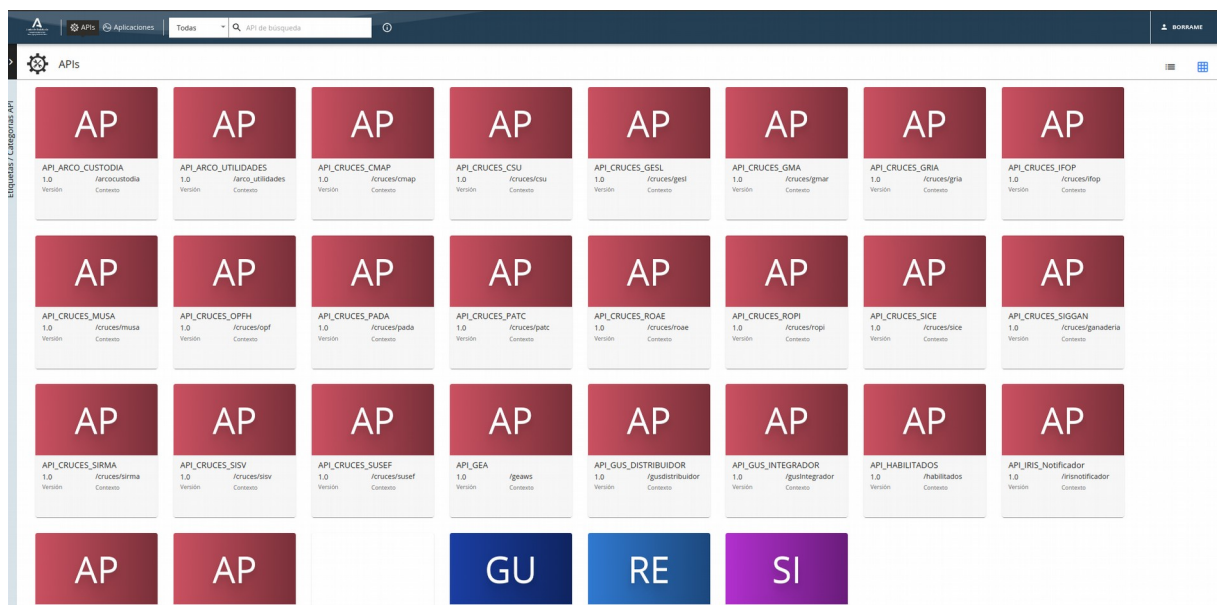 APIs Aplicaciones Todas API de búsqueda BORRAME
APIs
Etiquetas / Categorias API
AP AP AP AP AP AP AP AP
API_ARCO_CUSTODIA API_ARCO_UTILIDADES API_CRUCES_CMAP API_CRUCES_CSU API_CRUCES_GESL API_CRUCES_GMA API_CRUCES_GRIA API_CRUCES_IFOP
1.0 /arcocustodia 1.0 /arco_utilidades 1.0 /cruces/cmap 1.0 /cruces/csu 1.0 /cruces/gesl 1.0 /cruces/gmar 1.0 /cruces/gria 1.0 /cruces/ifop
Versión Contexto Versión Contexto Versión Contexto Versión Contexto Versión Contexto Versión Contexto Versión Contexto Versión Contexto
AP AP AP AP AP AP AP AP
API_CRUCES_MUSA API_CRUCES_OPFH API_CRUCES_PADA API_CRUCES_PATC API_CRUCES_ROAE API_CRUCES_ROPI API_CRUCES_SICE API_CRUCES_SIGGAN
1.0 /cruces/musa 1.0 /cruces/opf 1.0 /cruces/pada 1.0 /cruces/patc 1.0 /cruces/roae 1.0 /cruces/ropi 1.0 /cruces/sice 1.0 /cruces/ganaderia
Versión Contexto Versión Contexto Versión Contexto Versión Contexto Versión Contexto Versión Contexto Versión Contexto Versión Contexto
AP AP AP AP AP AP AP AP
API_CRUCES_SIRMA API_CRUCES_SISV API_CRUCES_SUSEF API_GEA API_GUS_DISTRIBUIDOR API_GUS_INTEGRADOR API_HABILITADOS API_IRIS_Notificador
1.0 /cruces/sirma 1.0 /cruces/sisv 1.0 /cruces/susef 1.0 /geaws 1.0 /gusdistribuidor 1.0 /gusIntegrador 1.0 /habilitados 1.0 /irisnotificador
Versión Contexto Versión Contexto Versión Contexto Versión Contexto Versión Contexto Versión Contexto Versión Contexto Versión Contexto
AP AP GU RE SI